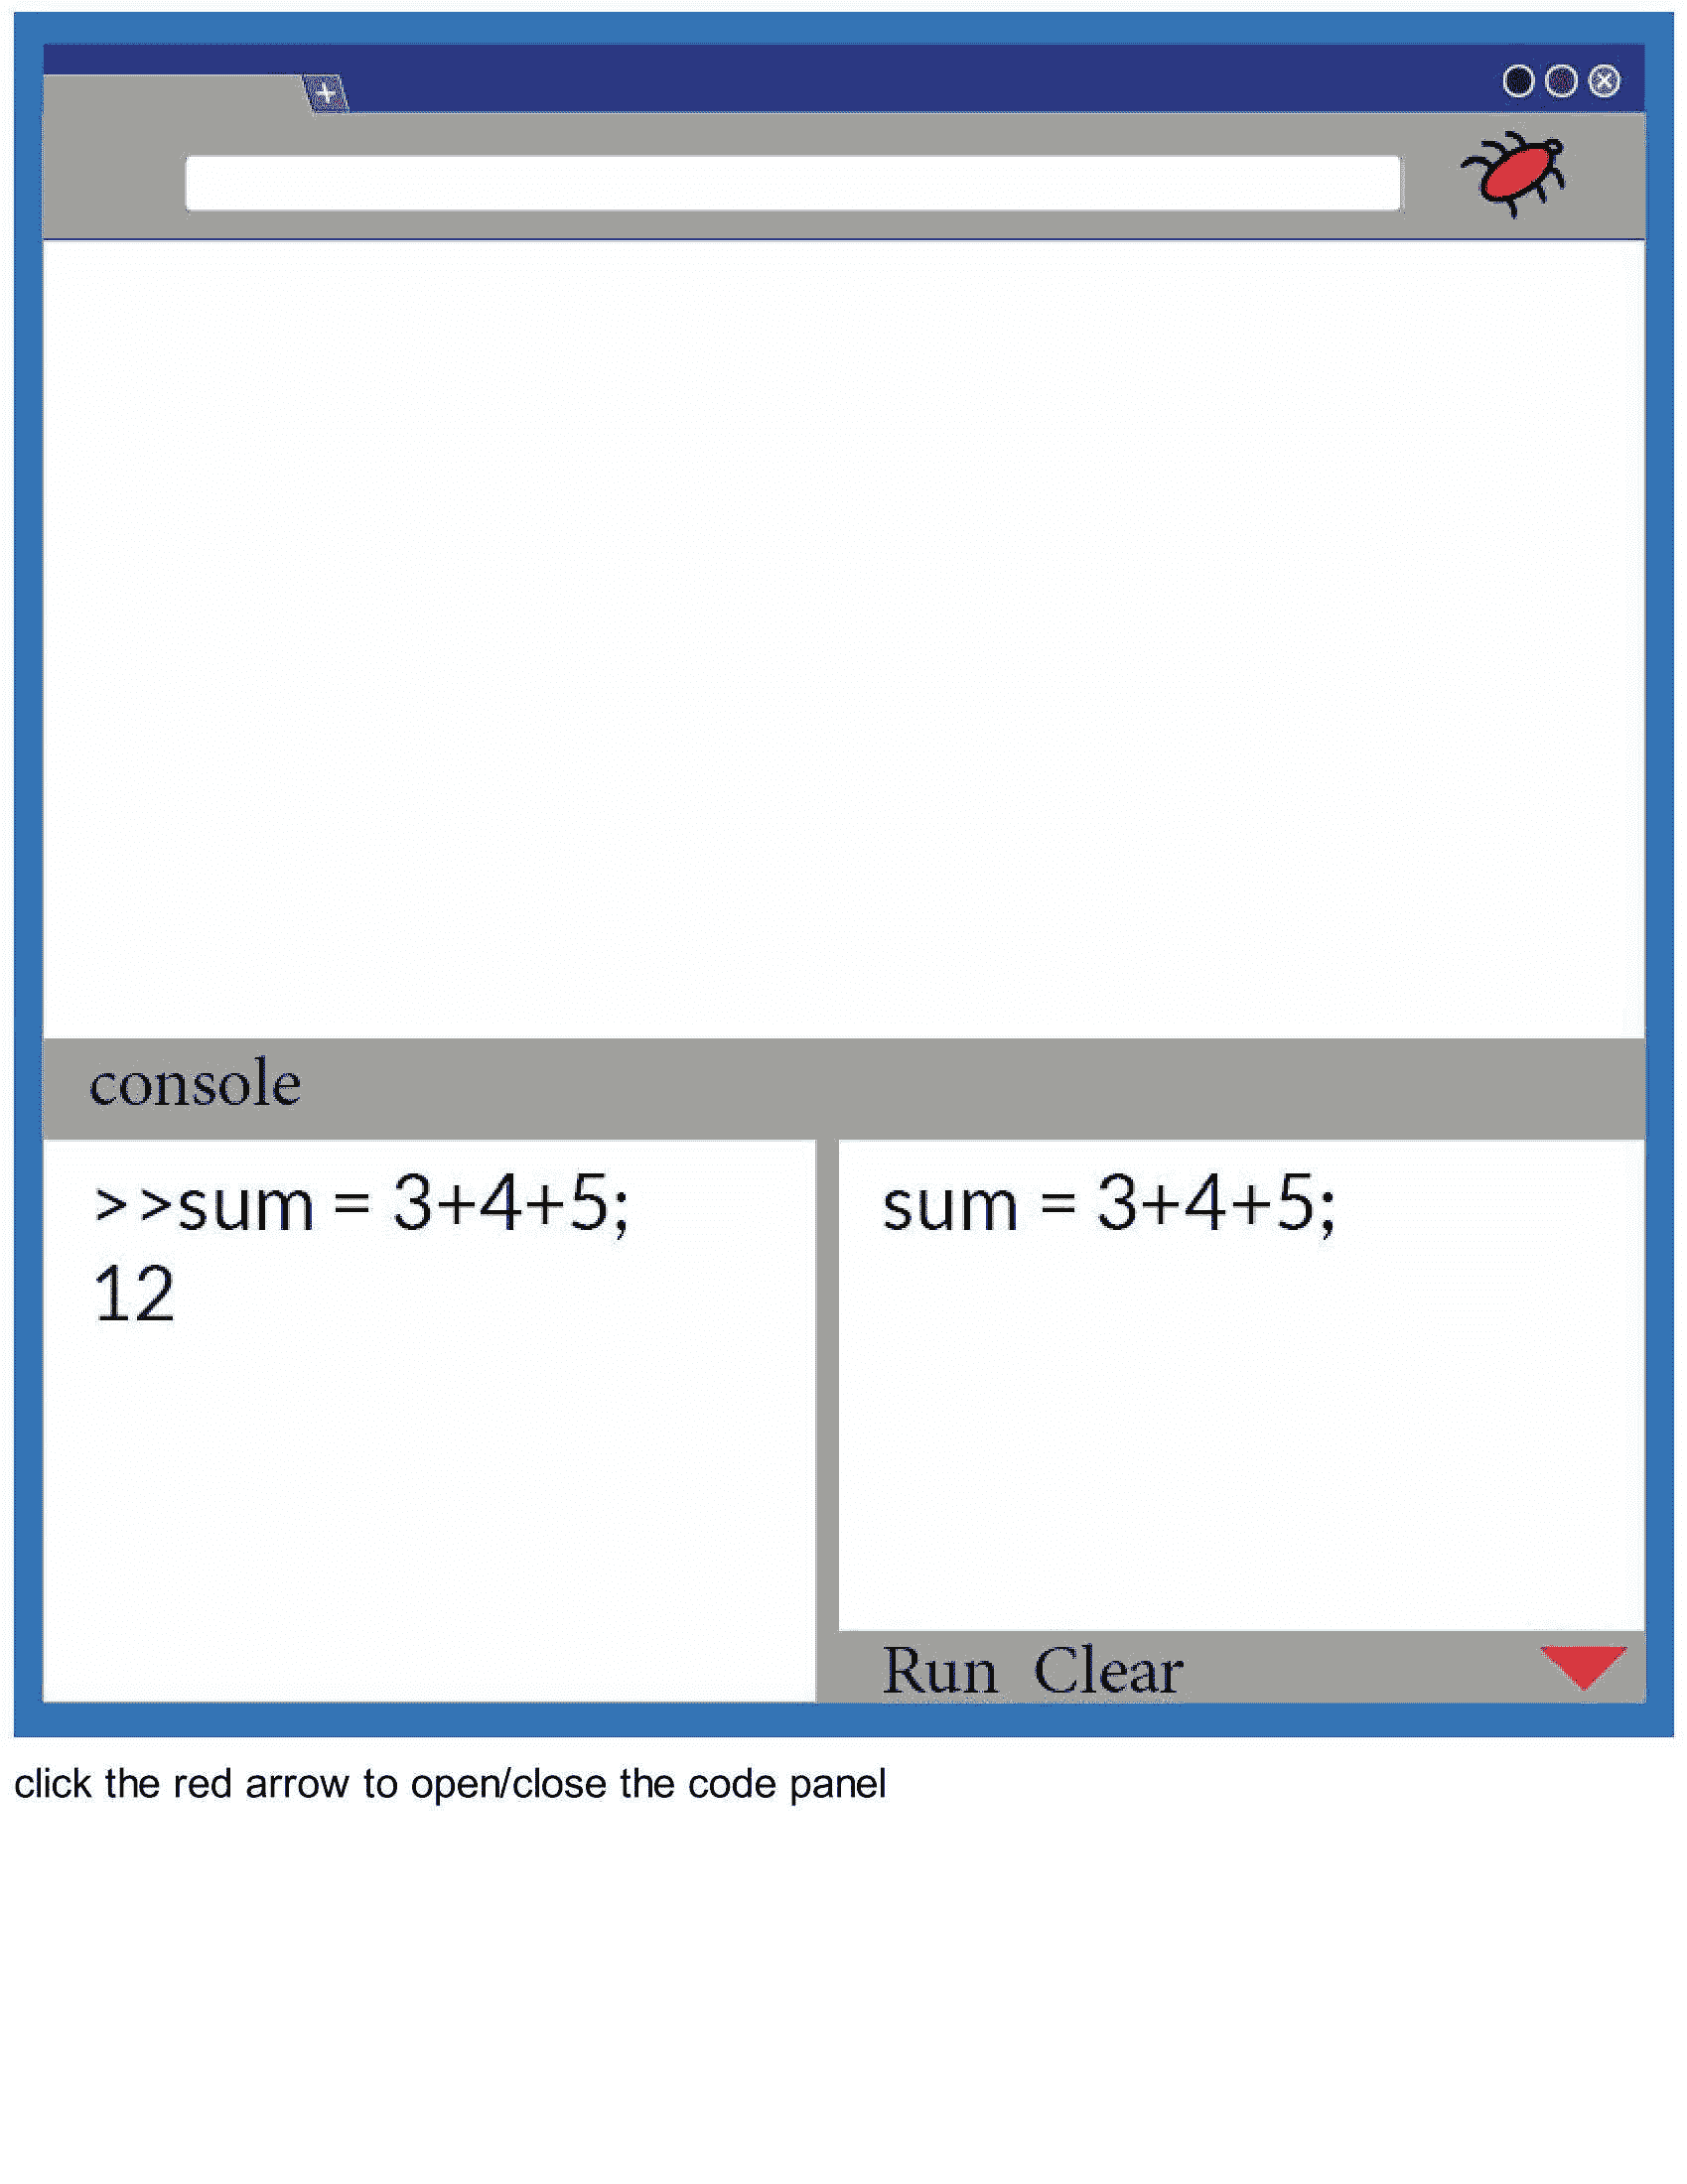 console
>>sum = 3+4+5;
12
sum = 3+4+5;
Run Clear
click the red arrow to open/close the code panel